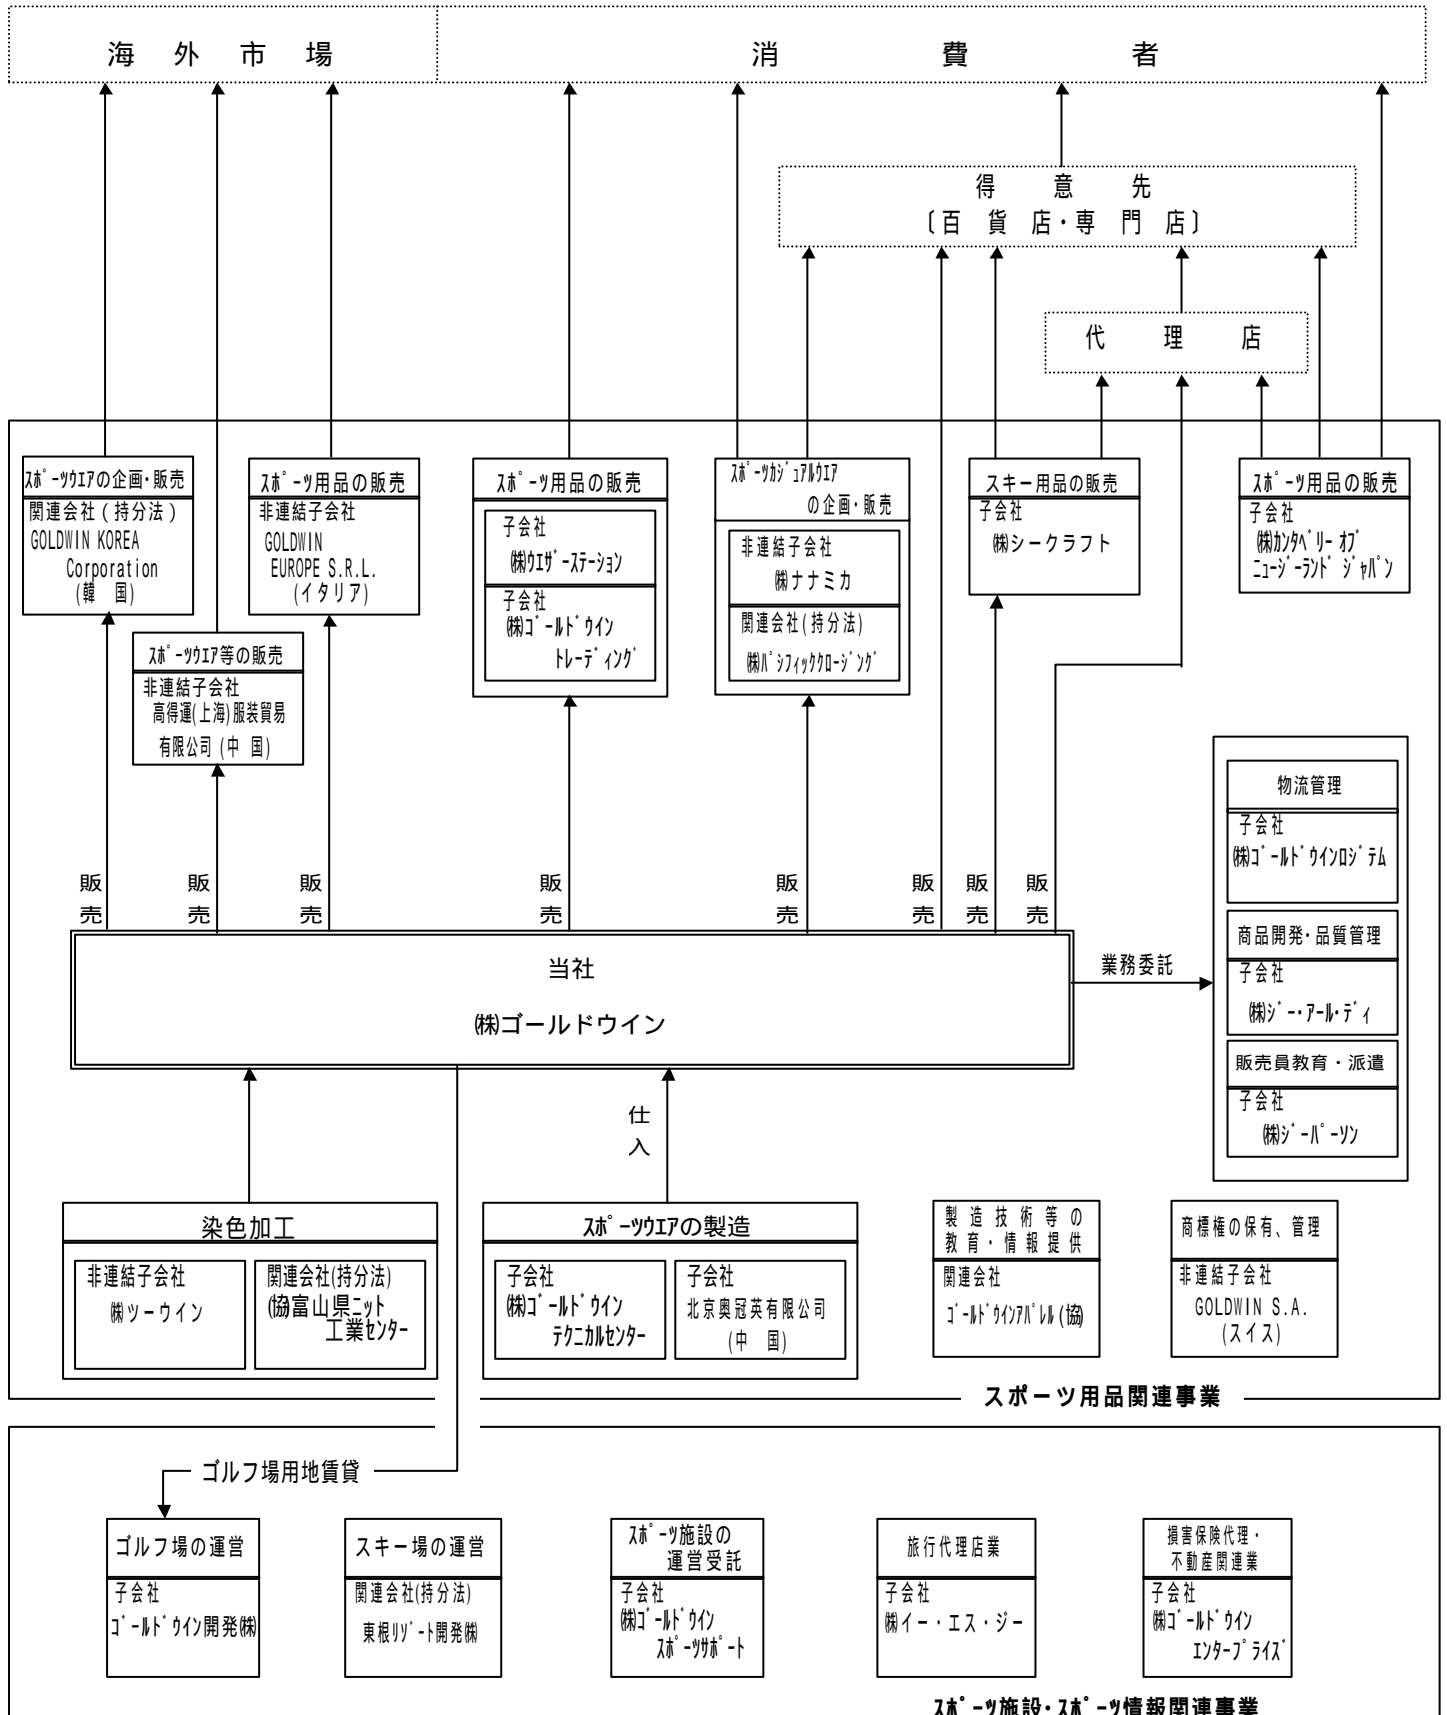 海外市場
消費者
得意先
〔百貨店・専門店〕
代理店
ｽﾎﾟｰﾂｳｴｱの企画・販売
関連会社（持分法）
GOLDWIN KOREA
Corporation
(韓　国)
ｽﾎﾟｰﾂ用品の販売
非連結子会社
GOLDWIN
EUROPE S.R.L.
(イタリア)
ｽﾎﾟｰﾂ用品の販売
子会社
㈱ｳｴｻﾞｰｽﾃｰｼｮﾝ
子会社
㈱ｺﾞｰﾙﾄﾞｳｲﾝ
ﾄﾚｰﾃﾞｨﾝｸﾞ
ｽﾎﾟｰﾂｶｼﾞｭｱﾙｳｴｱ
の企画・販売
非連結子会社
㈱ナナミカ
関連会社(持分法)
㈱ﾊﾟｼﾌｨｯｸｸﾛｰｼﾞﾝｸﾞ
スキー用品の販売
子会社
㈱シークラフト
ｽﾎﾟｰﾂ用品の販売
子会社
㈱ｶﾝﾀﾍﾞﾘｰ ｵﾌﾞ
ﾆｭｰｼﾞｰﾗﾝﾄﾞ ｼﾞｬﾊﾟﾝ
ｽﾎﾟｰﾂｳｴｱ等の販売
非連結子会社
高得運(上海)服装貿易
有限公司 (中　国)
販売
販売
販売
販売
販売
販売
販売
販売
物流管理
子会社
㈱ｺﾞｰﾙﾄﾞｳｲﾝﾛｼﾞﾃﾑ
商品開発・品質管理
子会社
㈱ｼﾞｰ・ｱｰﾙ・ﾃﾞｨ
販売員教育・派遣
子会社
㈱ｼﾞｰﾊﾟｰｿﾝ
当社
㈱ゴールドウイン
業務委託
仕入
染色加工
非連結子会社
㈱ツーウイン
関連会社(持分法)
(協)富山県ﾆｯﾄ
工業ｾﾝﾀｰ
ｽﾎﾟｰﾂｳｴｱの製造
子会社
㈱ｺﾞｰﾙﾄﾞｳｲﾝ
ﾃｸﾆｶﾙｾﾝﾀｰ
子会社
北京奥冠英有限公司
(中　国)
製造技術等の
教育・情報提供
関連会社
ｺﾞｰﾙﾄﾞｳｲﾝｱﾊﾟﾚﾙ(協)
商標権の保有、管理
非連結子会社
GOLDWIN S.A.
(スイス)
スポーツ用品関連事業
ゴルフ場用地賃貸
ゴルフ場の運営
子会社
ｺﾞｰﾙﾄﾞｳｲﾝ開発㈱
スキー場の運営
関連会社(持分法)
東根ﾘｿﾞｰﾄ開発㈱
ｽﾎﾟｰﾂ施設の
運営受託
子会社
㈱ｺﾞｰﾙﾄﾞｳｲﾝ
ｽﾎﾟｰﾂｻﾎﾟｰﾄ
旅行代理店業
子会社
㈱イー・エス・ジー
損害保険代理・
不動産関連業
子会社
㈱ｺﾞｰﾙﾄﾞｳｲﾝ
ｴﾝﾀｰﾌﾟﾗｲｽﾞ
ｽﾎﾟｰﾂ施設・ｽﾎﾟｰﾂ情報関連事業